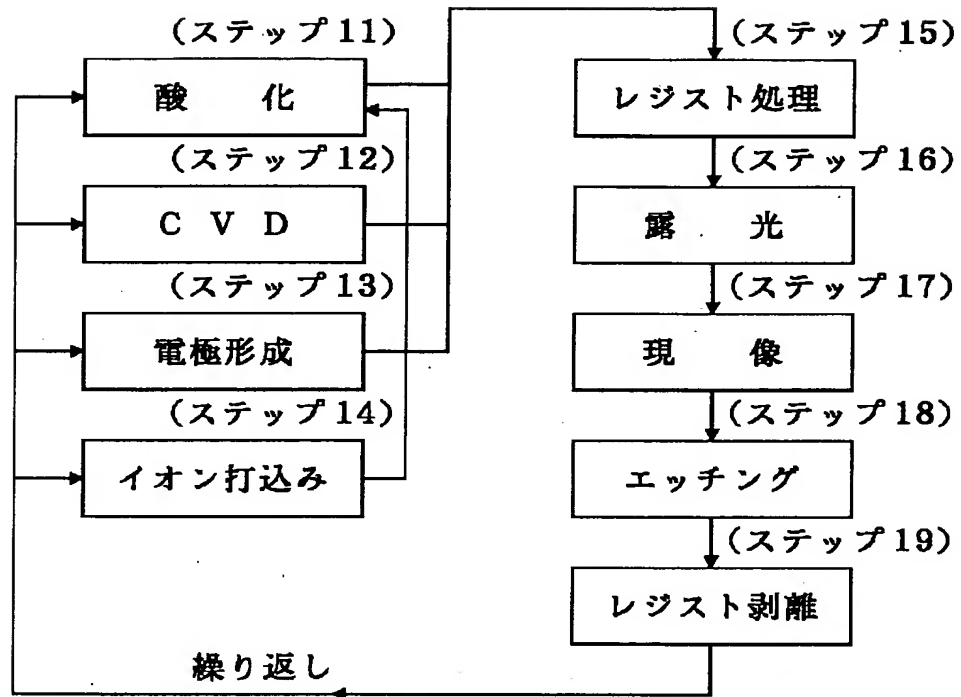 (ステップ11)
酸 化
(ステップ12)
C V D
(ステップ13)
電極形成
(ステップ14)
イオン打込み
(ステップ15)
レジスト処理
(ステップ16)
露 光
(ステップ17)
現 像
(ステップ18)
エッチング
(ステップ19)
レジスト剥離
繰り返し